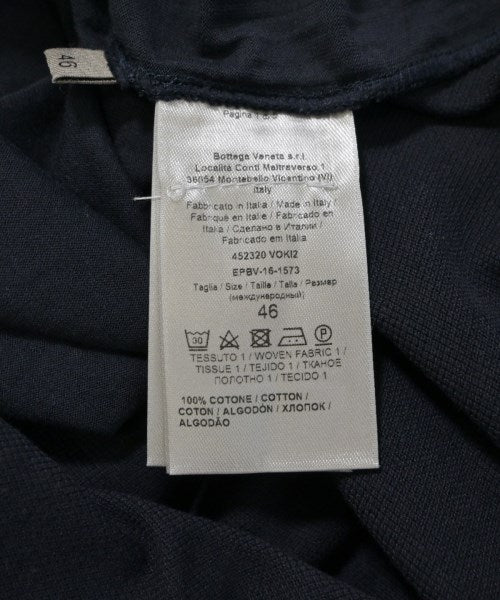 46
Pagina 1 di
Bottega Veneta s.r.l.
Località Conti Maltraverso 1
36054 Montebello Vicentino (VI)
Italy
Fabbricato in Italia / Made in Italy /
Fabriqué en Italie / Fabricado en
Italia / Сделано в Италии /
Fabricado em Itália
452320 VOKI2
EPBV-16-1573
Taglia / Size / Taille / Talla / Размер
(международный)
46
30
P
TESSUTO 1 / WOVEN FABRIC 1 /
TISSUE 1 / TEJIDO 1 / ТКАНОЕ
ПОЛОТНО 1 / TECIDO 1
100% COTONE / COTTON /
COTON / ALGODÓN / ХЛОПОК /
ALGODÃO